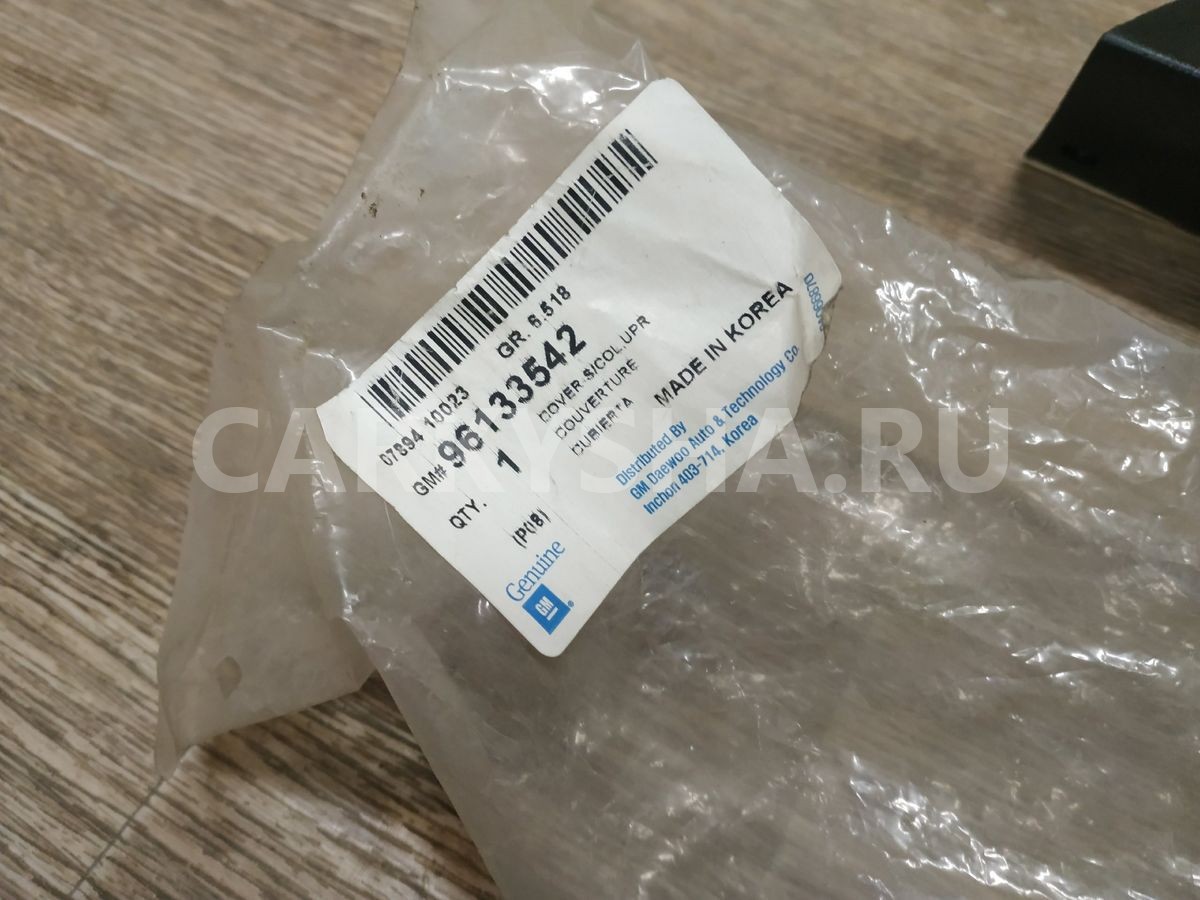 07894 10023
GR. 6.518
GM# 96133542
QTY. 1
COVER.S/COL.UPR
COUVERTURE
CUBIERTA
(P08)
MADE IN KOREA
Genuine
GM®
Distributed By
GM Daewoo Auto & Technology Co
Inchon 403-714, Korea
CARRYSHA.RU